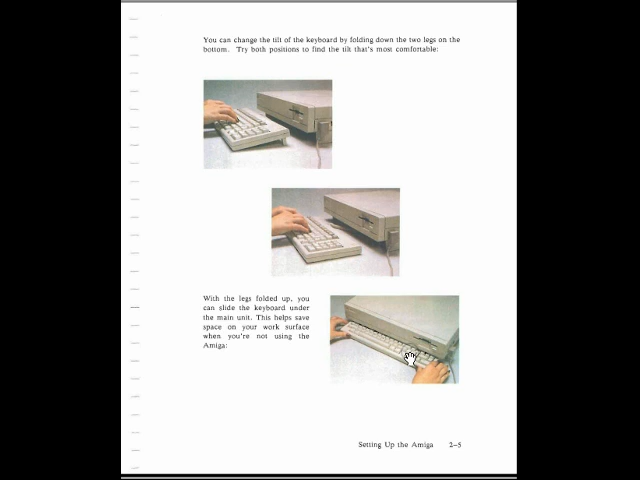 You can change the tilt of the keyboard by folding down the two legs on the
bottom. Try both positions to find the tilt that's most comfortable:
With the legs folded up, you
can slide the keyboard under
the main unit. This helps save
space on your work surface
when you're not using the
Amiga:
Setting Up the Amiga 2–5